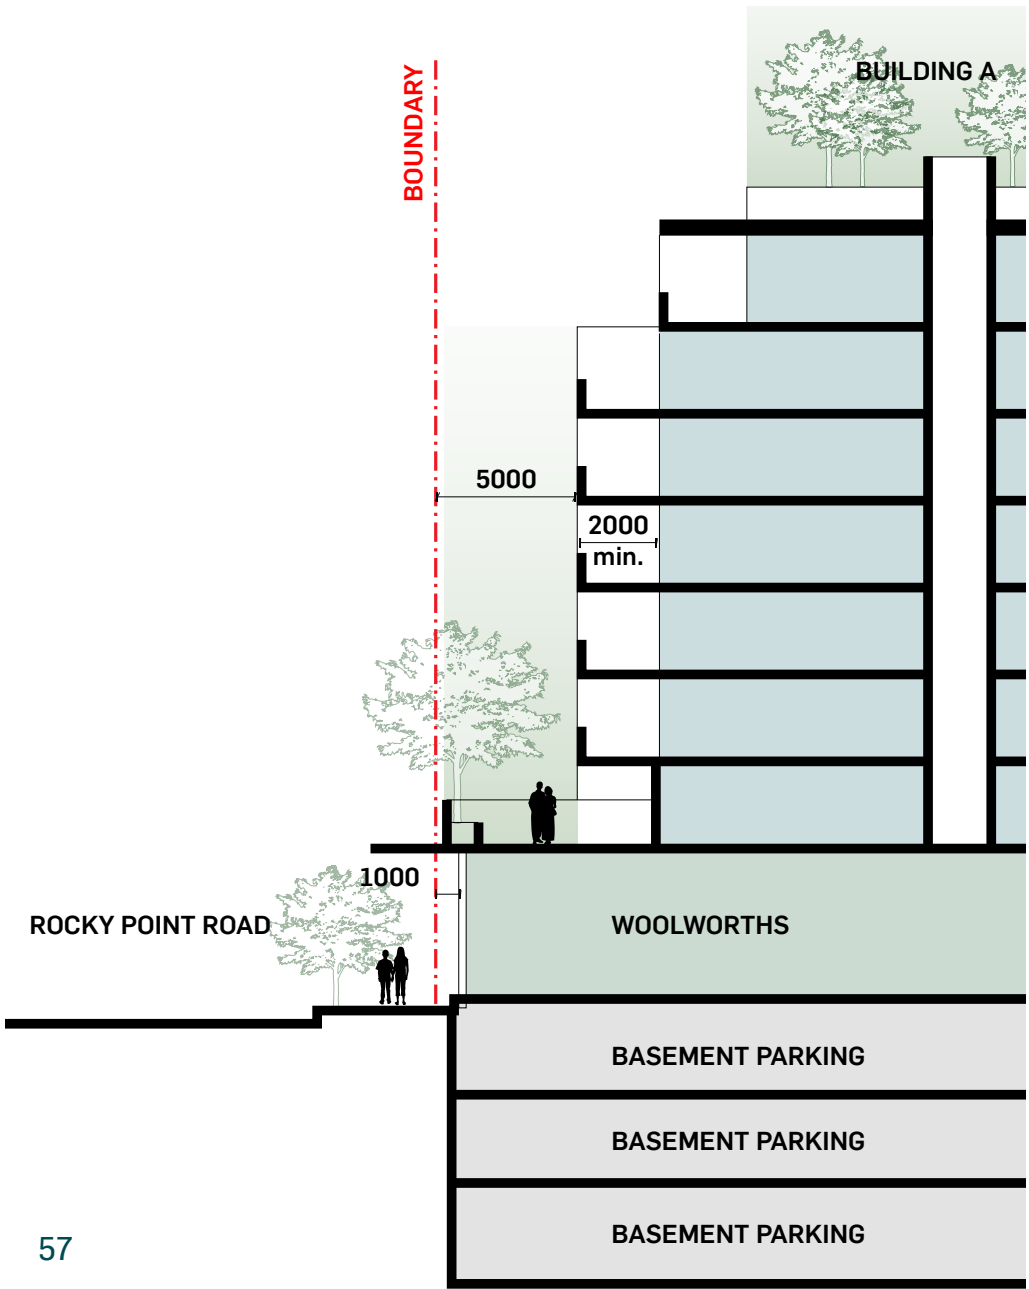 BUILDING A
BOUNDARY
5000
2000
min.
1000
ROCKY POINT ROAD
WOOLWORTHS
BASEMENT PARKING
BASEMENT PARKING
BASEMENT PARKING
57